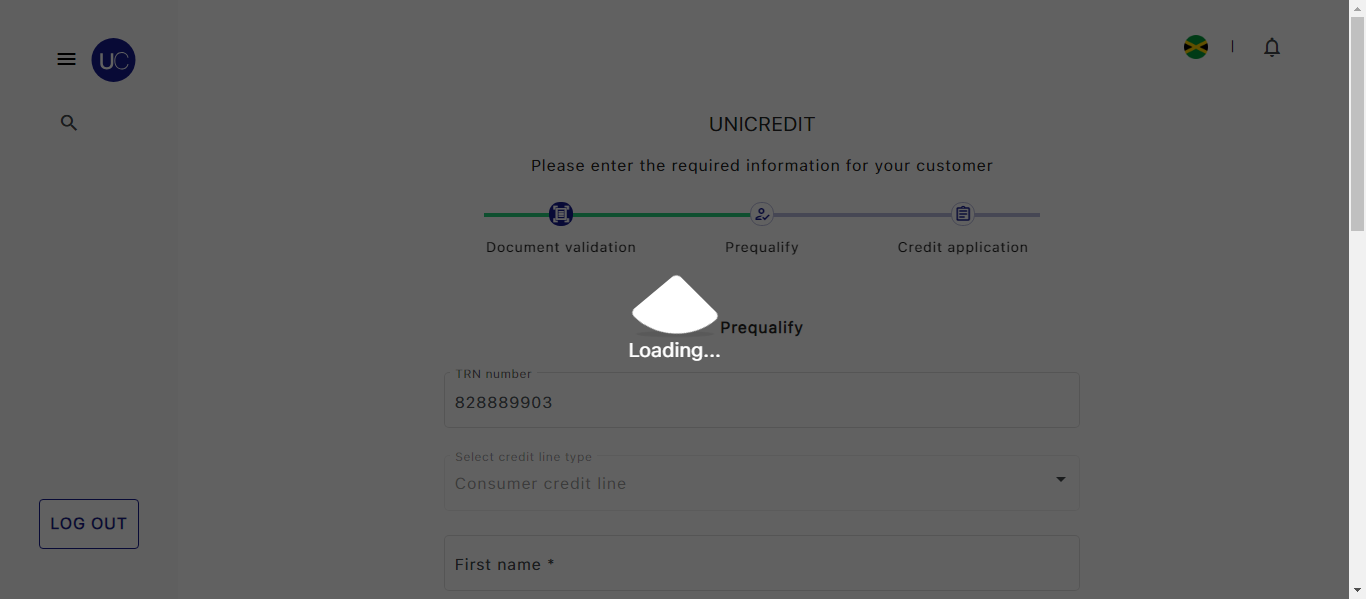 UC
UNICREDIT
Please enter the required information for your customer
Document validation
Prequalify
Credit application
Prequalify
Loading...
TRN number
828889903
Select credit line type
Consumer credit line
First name *
LOG OUT